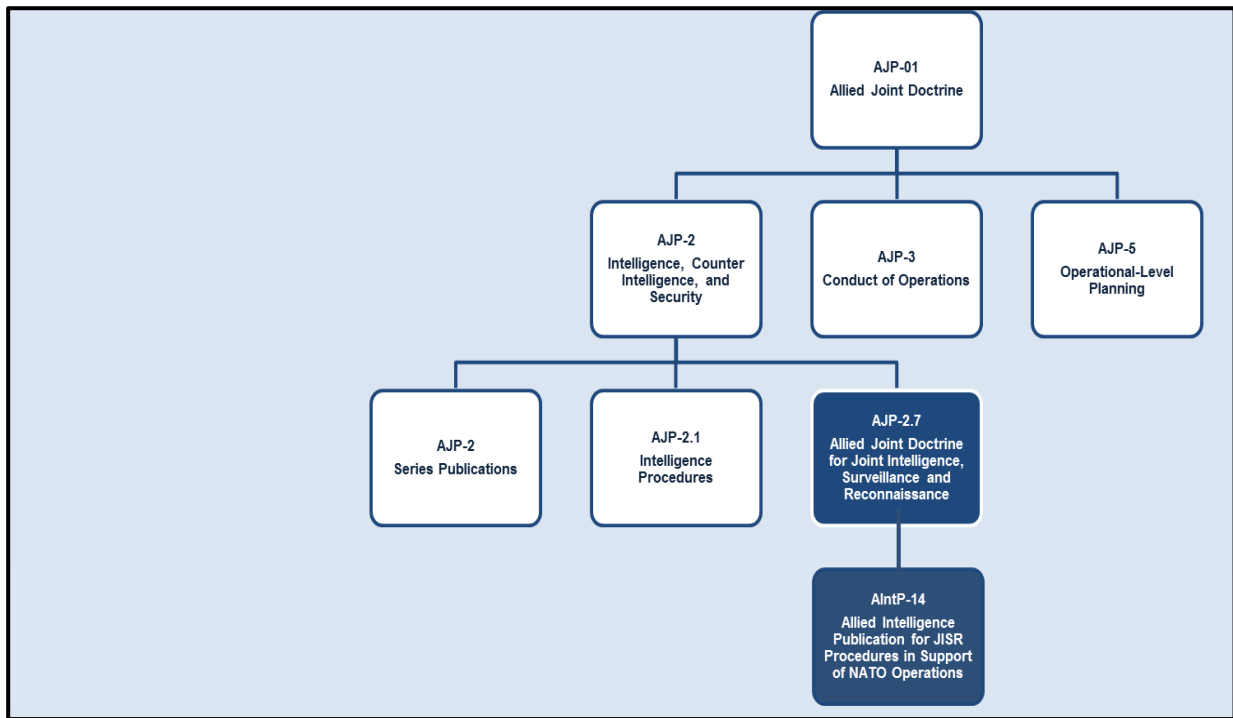 AJP-01
Allied Joint Doctrine
AJP-2
Intelligence, Counter
Intelligence, and
Security
AJP-3
Conduct of Operations
AJP-5
Operational-Level
Planning
AJP-2
Series Publications
AJP-2.1
Intelligence
Procedures
AJP-2.7
Allied Joint Doctrine
for Joint Intelligence,
Surveillance and
Reconnaissance
AIntP-14
Allied Intelligence
Publication for JISR
Procedures in Support
of NATO Operations